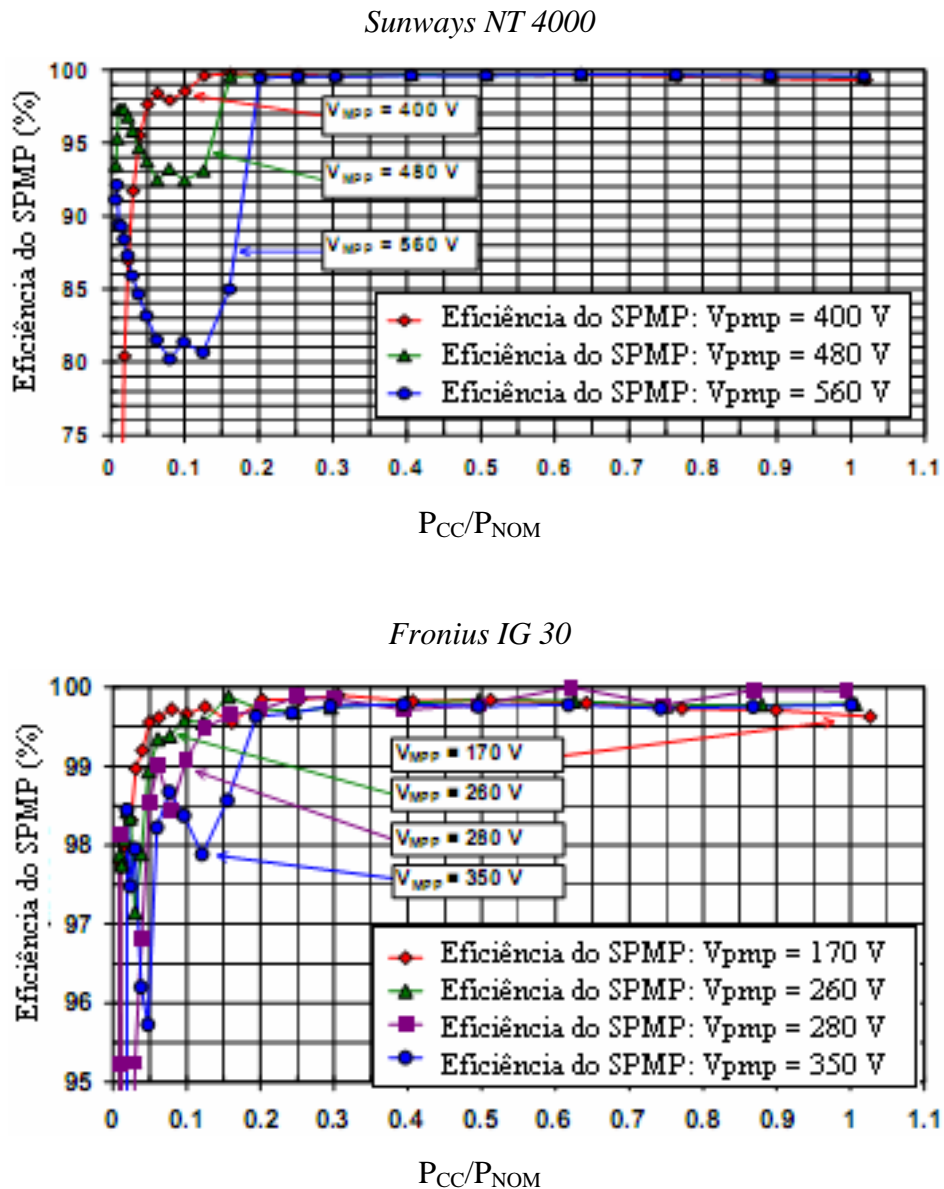 Sunways NT 4000
Eficiência do SPMP (%)
100
95
90
85
80
75
V MPP = 400 V
V MPP = 480 V
V MPP = 560 V
Eficiência do SPMP: Vpmp = 400 V
Eficiência do SPMP: Vpmp = 480 V
Eficiência do SPMP: Vpmp = 560 V
0 0.1 0.2 0.3 0.4 0.5 0.6 0.7 0.8 0.9 1 1.1
PCC/PNOM
Fronius IG 30
Eficiência do SPMP (%)
100
99
98
97
96
95
VMPP = 170 V
VMPP = 260 V
VMPP = 280 V
VMPP = 350 V
Eficiência do SPMP: Vpmp = 170 V
Eficiência do SPMP: Vpmp = 260 V
Eficiência do SPMP: Vpmp = 280 V
Eficiência do SPMP: Vpmp = 350 V
0 0.1 0.2 0.3 0.4 0.5 0.6 0.7 0.8 0.9 1 1.1
PCC/PNOM